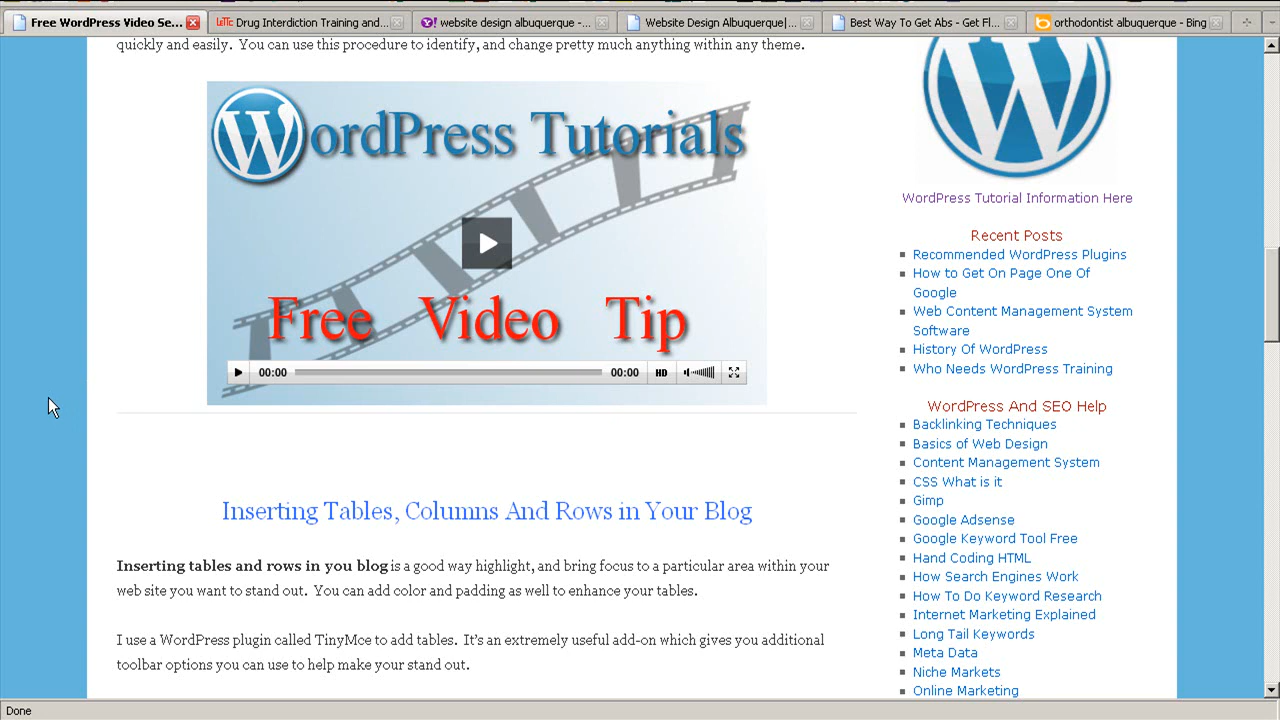 Free WordPress Video Se...
Drug Interdiction Training and...
website design albuquerque -...
Website Design Albuquerque|...
Best Way To Get Abs - Get Fl...
orthodontist albuquerque - Bing
quickly and easily. You can use this procedure to identify, and change pretty much anything within any theme.
WordPress Tutorials
Free Video Tip
00:00
00:00
HD
Inserting Tables, Columns And Rows in Your Blog
Inserting tables and rows in you blog is a good way highlight, and bring focus to a particular area within your
web site you want to stand out. You can add color and padding as well to enhance your tables.
I use a WordPress plugin called TinyMce to add tables. It's an extremely useful add-on which gives you additional
toolbar options you can use to help make your stand out.
WordPress Tutorial Information Here
Recent Posts
Recommended WordPress Plugins
How to Get On Page One Of
Google
Web Content Management System
Software
History Of WordPress
Who Needs WordPress Training
WordPress And SEO Help
Backlinking Techniques
Basics of Web Design
Content Management System
CSS What is it
Gimp
Google Adsense
Google Keyword Tool Free
Hand Coding HTML
How Search Engines Work
How To Do Keyword Research
Internet Marketing Explained
Long Tail Keywords
Meta Data
Niche Markets
Online Marketing
Done